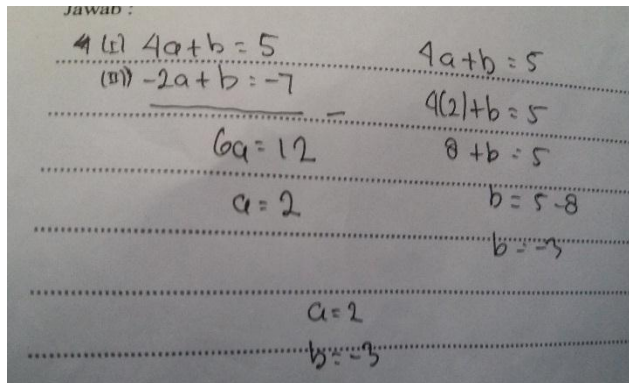 Jawab :
4 (I) 4a+b=5
(II) -2a+b=-7
-
6a=12
a=2
4a+b=5
4(2)+b=5
8+b=5
b=5-8
b=-3
a=2
b=-3